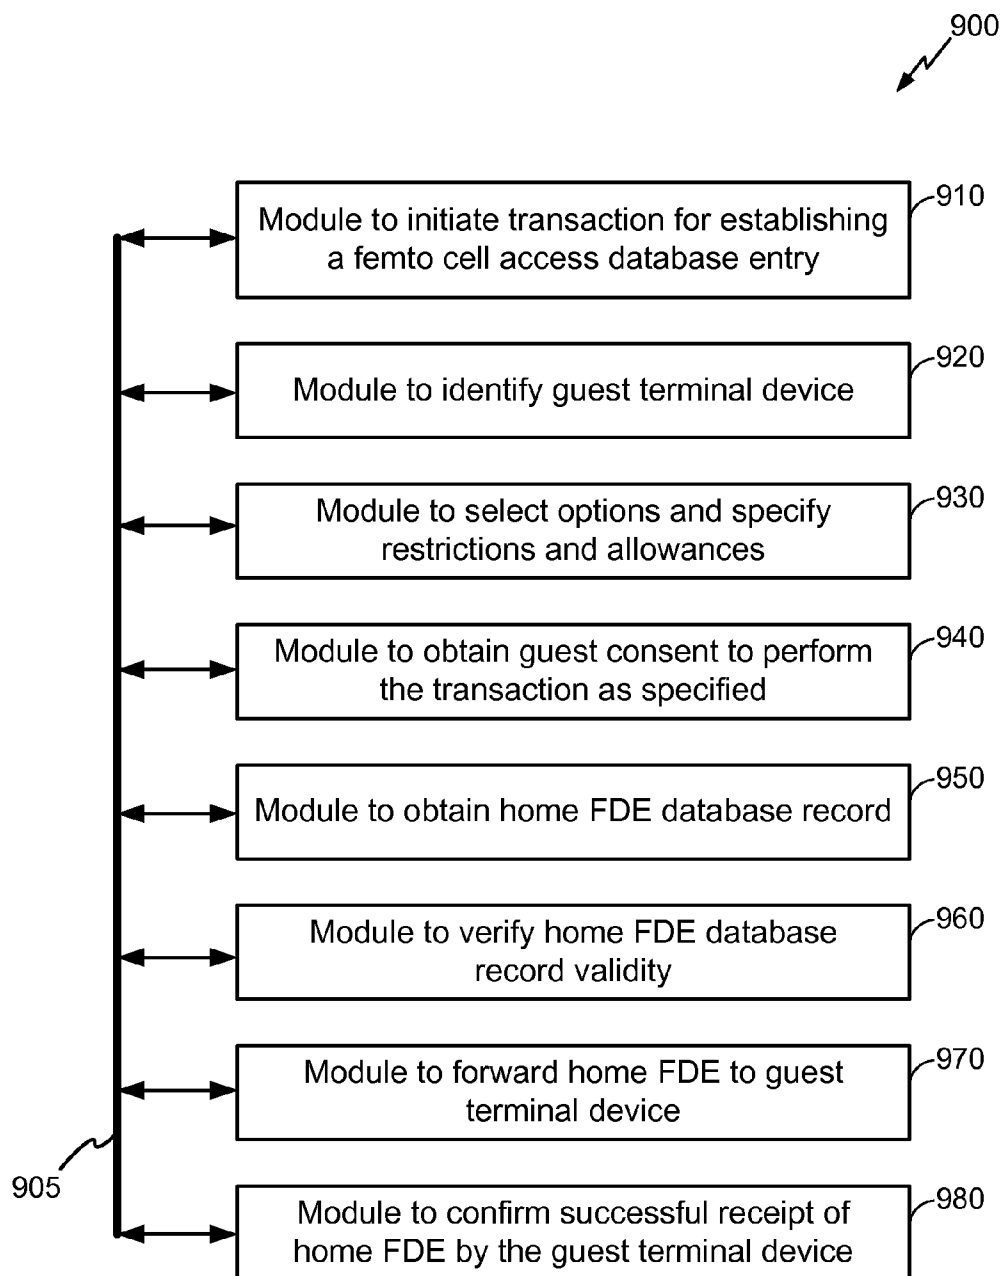 900
910
Module to initiate transaction for establishing
a femto cell access database entry
920
Module to identify guest terminal device
930
Module to select options and specify
restrictions and allowances
940
Module to obtain guest consent to perform
the transaction as specified
950
Module to obtain home FDE database record
960
Module to verify home FDE database
record validity
970
Module to forward home FDE to guest
terminal device
905
980
Module to confirm successful receipt of
home FDE by the guest terminal device